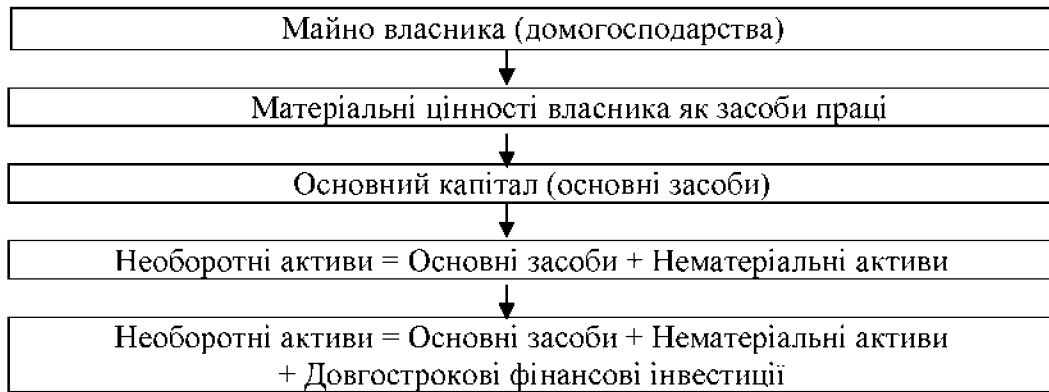 Майно власника (домогосподарства)
Матеріальні цінності власника як засоби праці
Основний капітал (основні засоби)
Необоротні активи = Основні засоби + Нематеріальні активи
Необоротні активи = Основні засоби + Нематеріальні активи
+ Довгострокові фінансові інвестиції